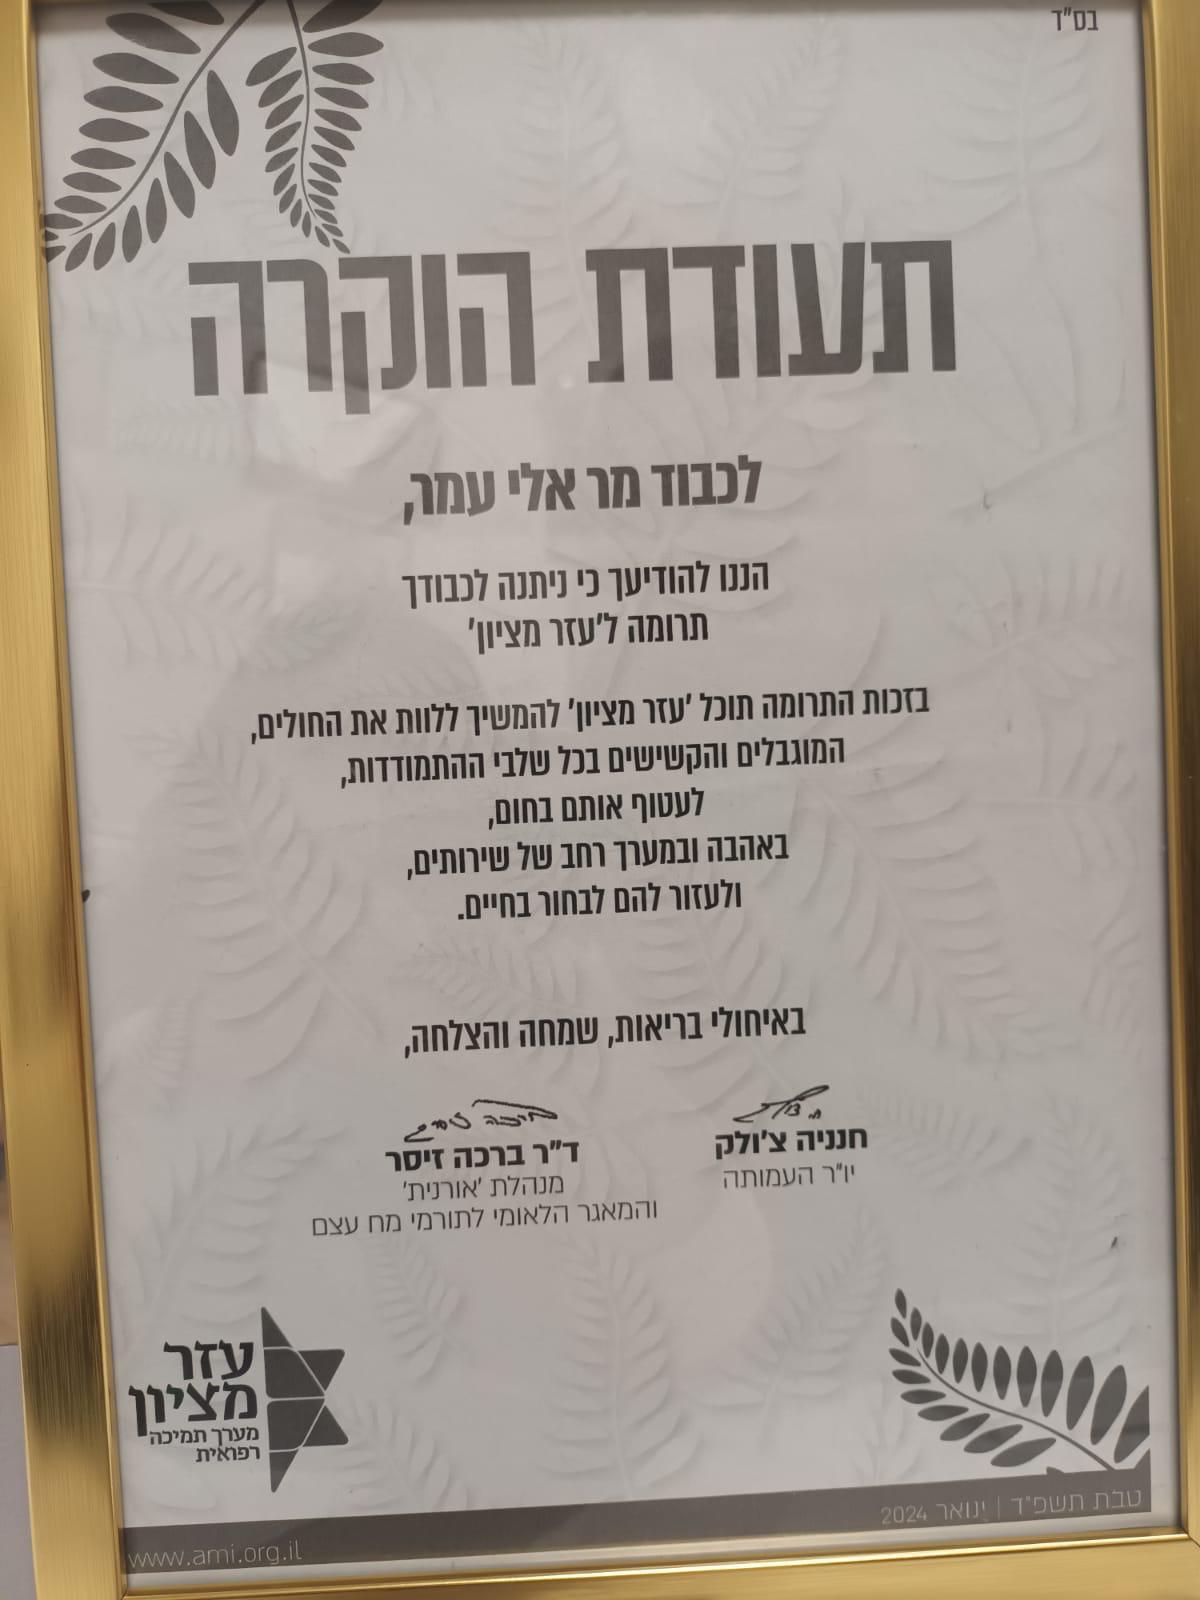 בס"ד
תעודת הוקרה
לכבוד מר אלי עמר,
הננו להודיעך כי ניתנה לכבודך
תרומה ל'עזר מציון'
בזכות התרומה תוכל 'עזר מציון' להמשיך ללוות את החולים,
המוגבלים והקשישים בכל שלבי ההתמודדות,
לעטוף אותם בחום,
באהבה ובמערך רחב של שירותים,
ולעזור להם לבחור בחיים.
באיחולי בריאות, שמחה והצלחה,
ח. צ'ולק
חנניה צ'ולק
יו"ר העמותה
ברכה זיסר
ד"ר ברכה זיסר
מנהלת 'אורנית'
והמאגר הלאומי לתורמי מח עצם
עזר
מציון
מערך תמיכה
רפואית
טבת תשפ"ד | ינואר 2024
www.ami.org.il